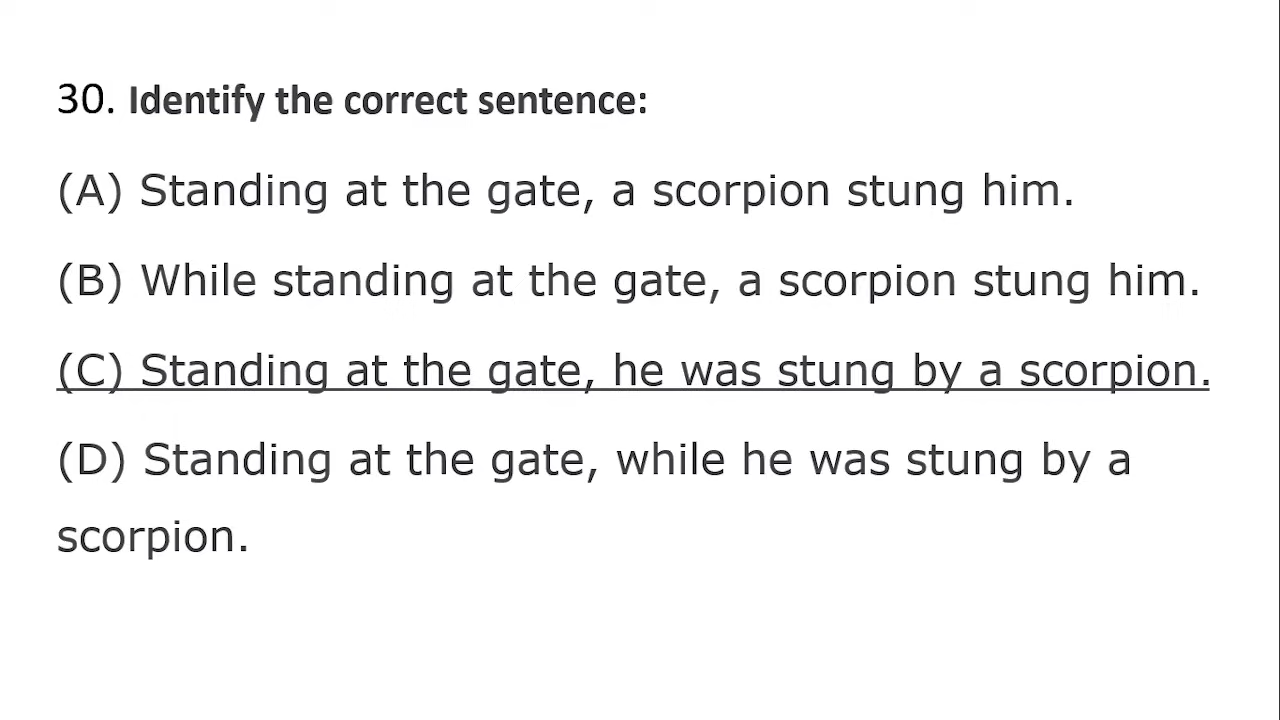 30. Identify the correct sentence:
(A) Standing at the gate, a scorpion stung him.
(B) While standing at the gate, a scorpion stung him.
(C) Standing at the gate, he was stung by a scorpion.
(D) Standing at the gate, while he was stung by a
scorpion.